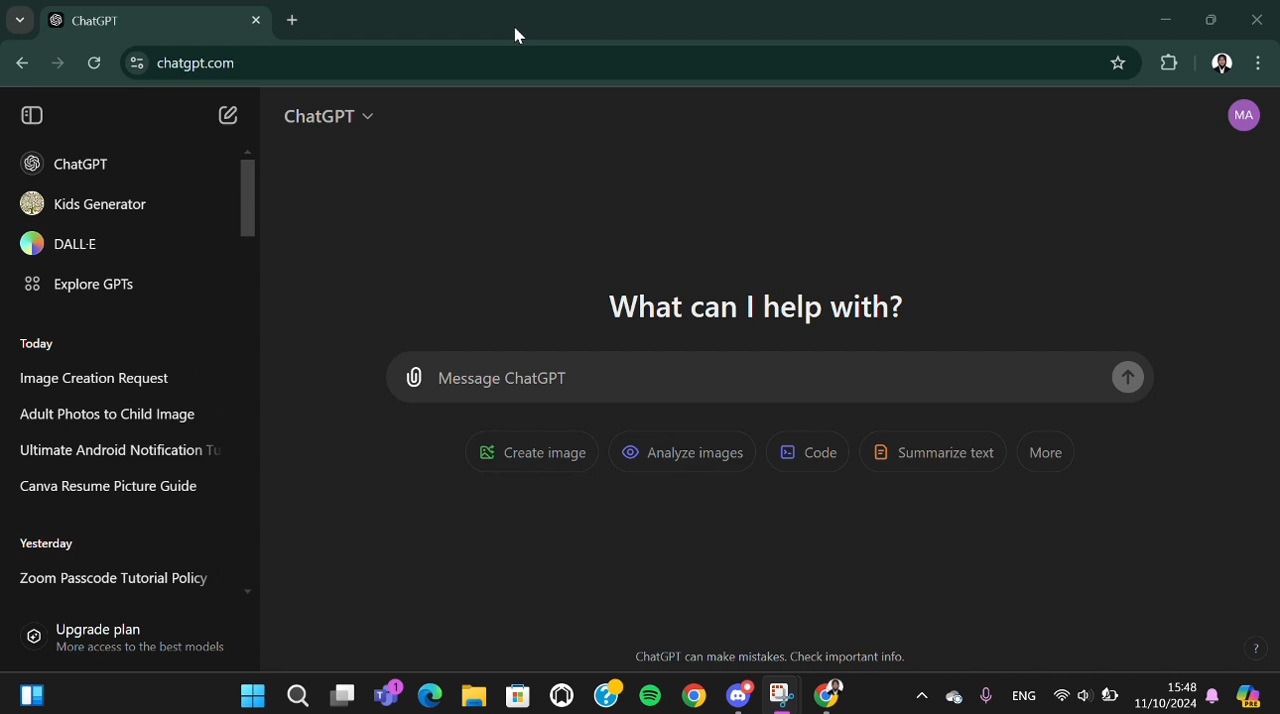 ChatGPT
chatgpt.com
ChatGPT
MA
ChatGPT
Kids Generator
DALL·E
Explore GPTs
Today
Image Creation Request
Adult Photos to Child Image
Ultimate Android Notification Tu
Canva Resume Picture Guide
Yesterday
Zoom Passcode Tutorial Policy
Upgrade plan
More access to the best models
What can I help with?
Message ChatGPT
Create image
Analyze images
Code
Summarize text
More
ChatGPT can make mistakes. Check important info.
?
1
ENG
15:48
11/10/2024
PRE